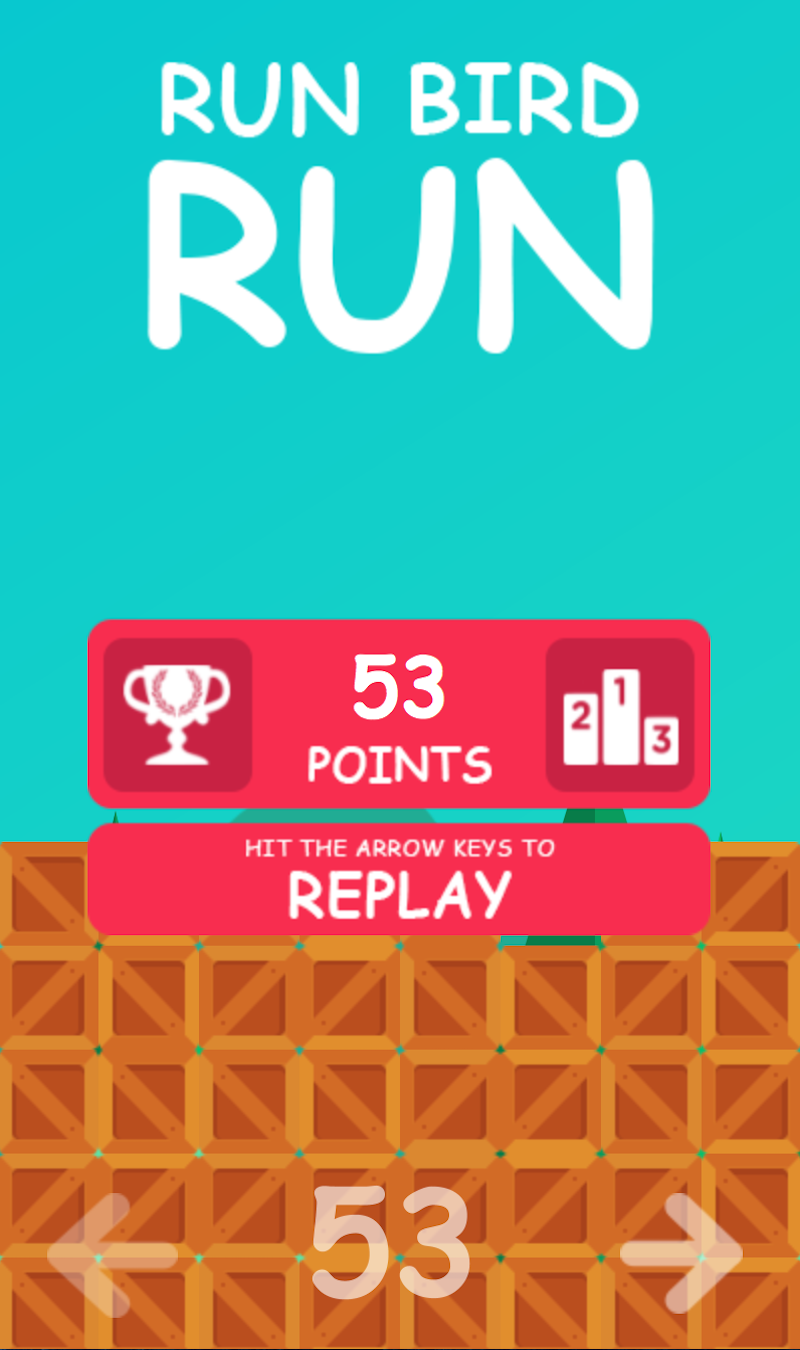 RUN BIRD
RUN
53
POINTS
2 1 3
HIT THE ARROW KEYS TO
REPLAY
53